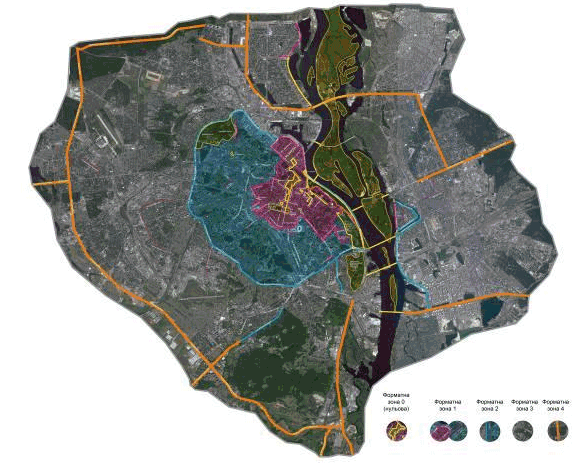 Форматна
зона 0
(нульова)
Форматна
зона 1
Форматна
зона 2
Форматна
зона 3
Форматна
зона 4